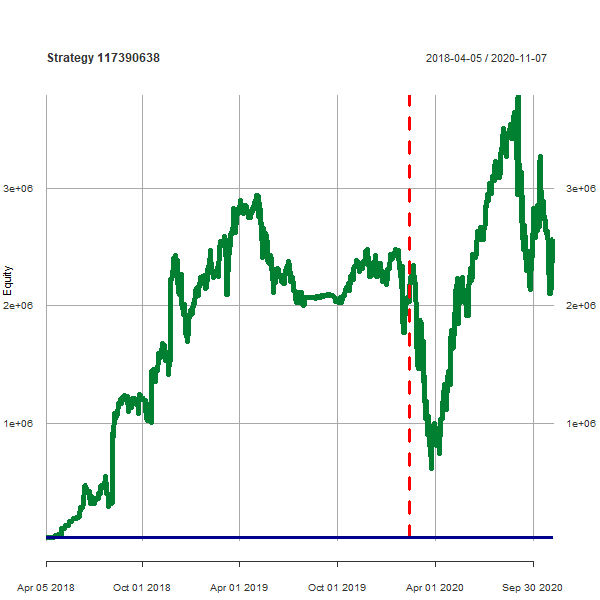 Strategy 117390638
2018-04-05 / 2020-11-07
3e+06
3e+06
Equity
2e+06
2e+06
1e+06
1e+06
Apr 05 2018
Oct 01 2018
Apr 01 2019
Oct 01 2019
Apr 01 2020
Sep 30 2020